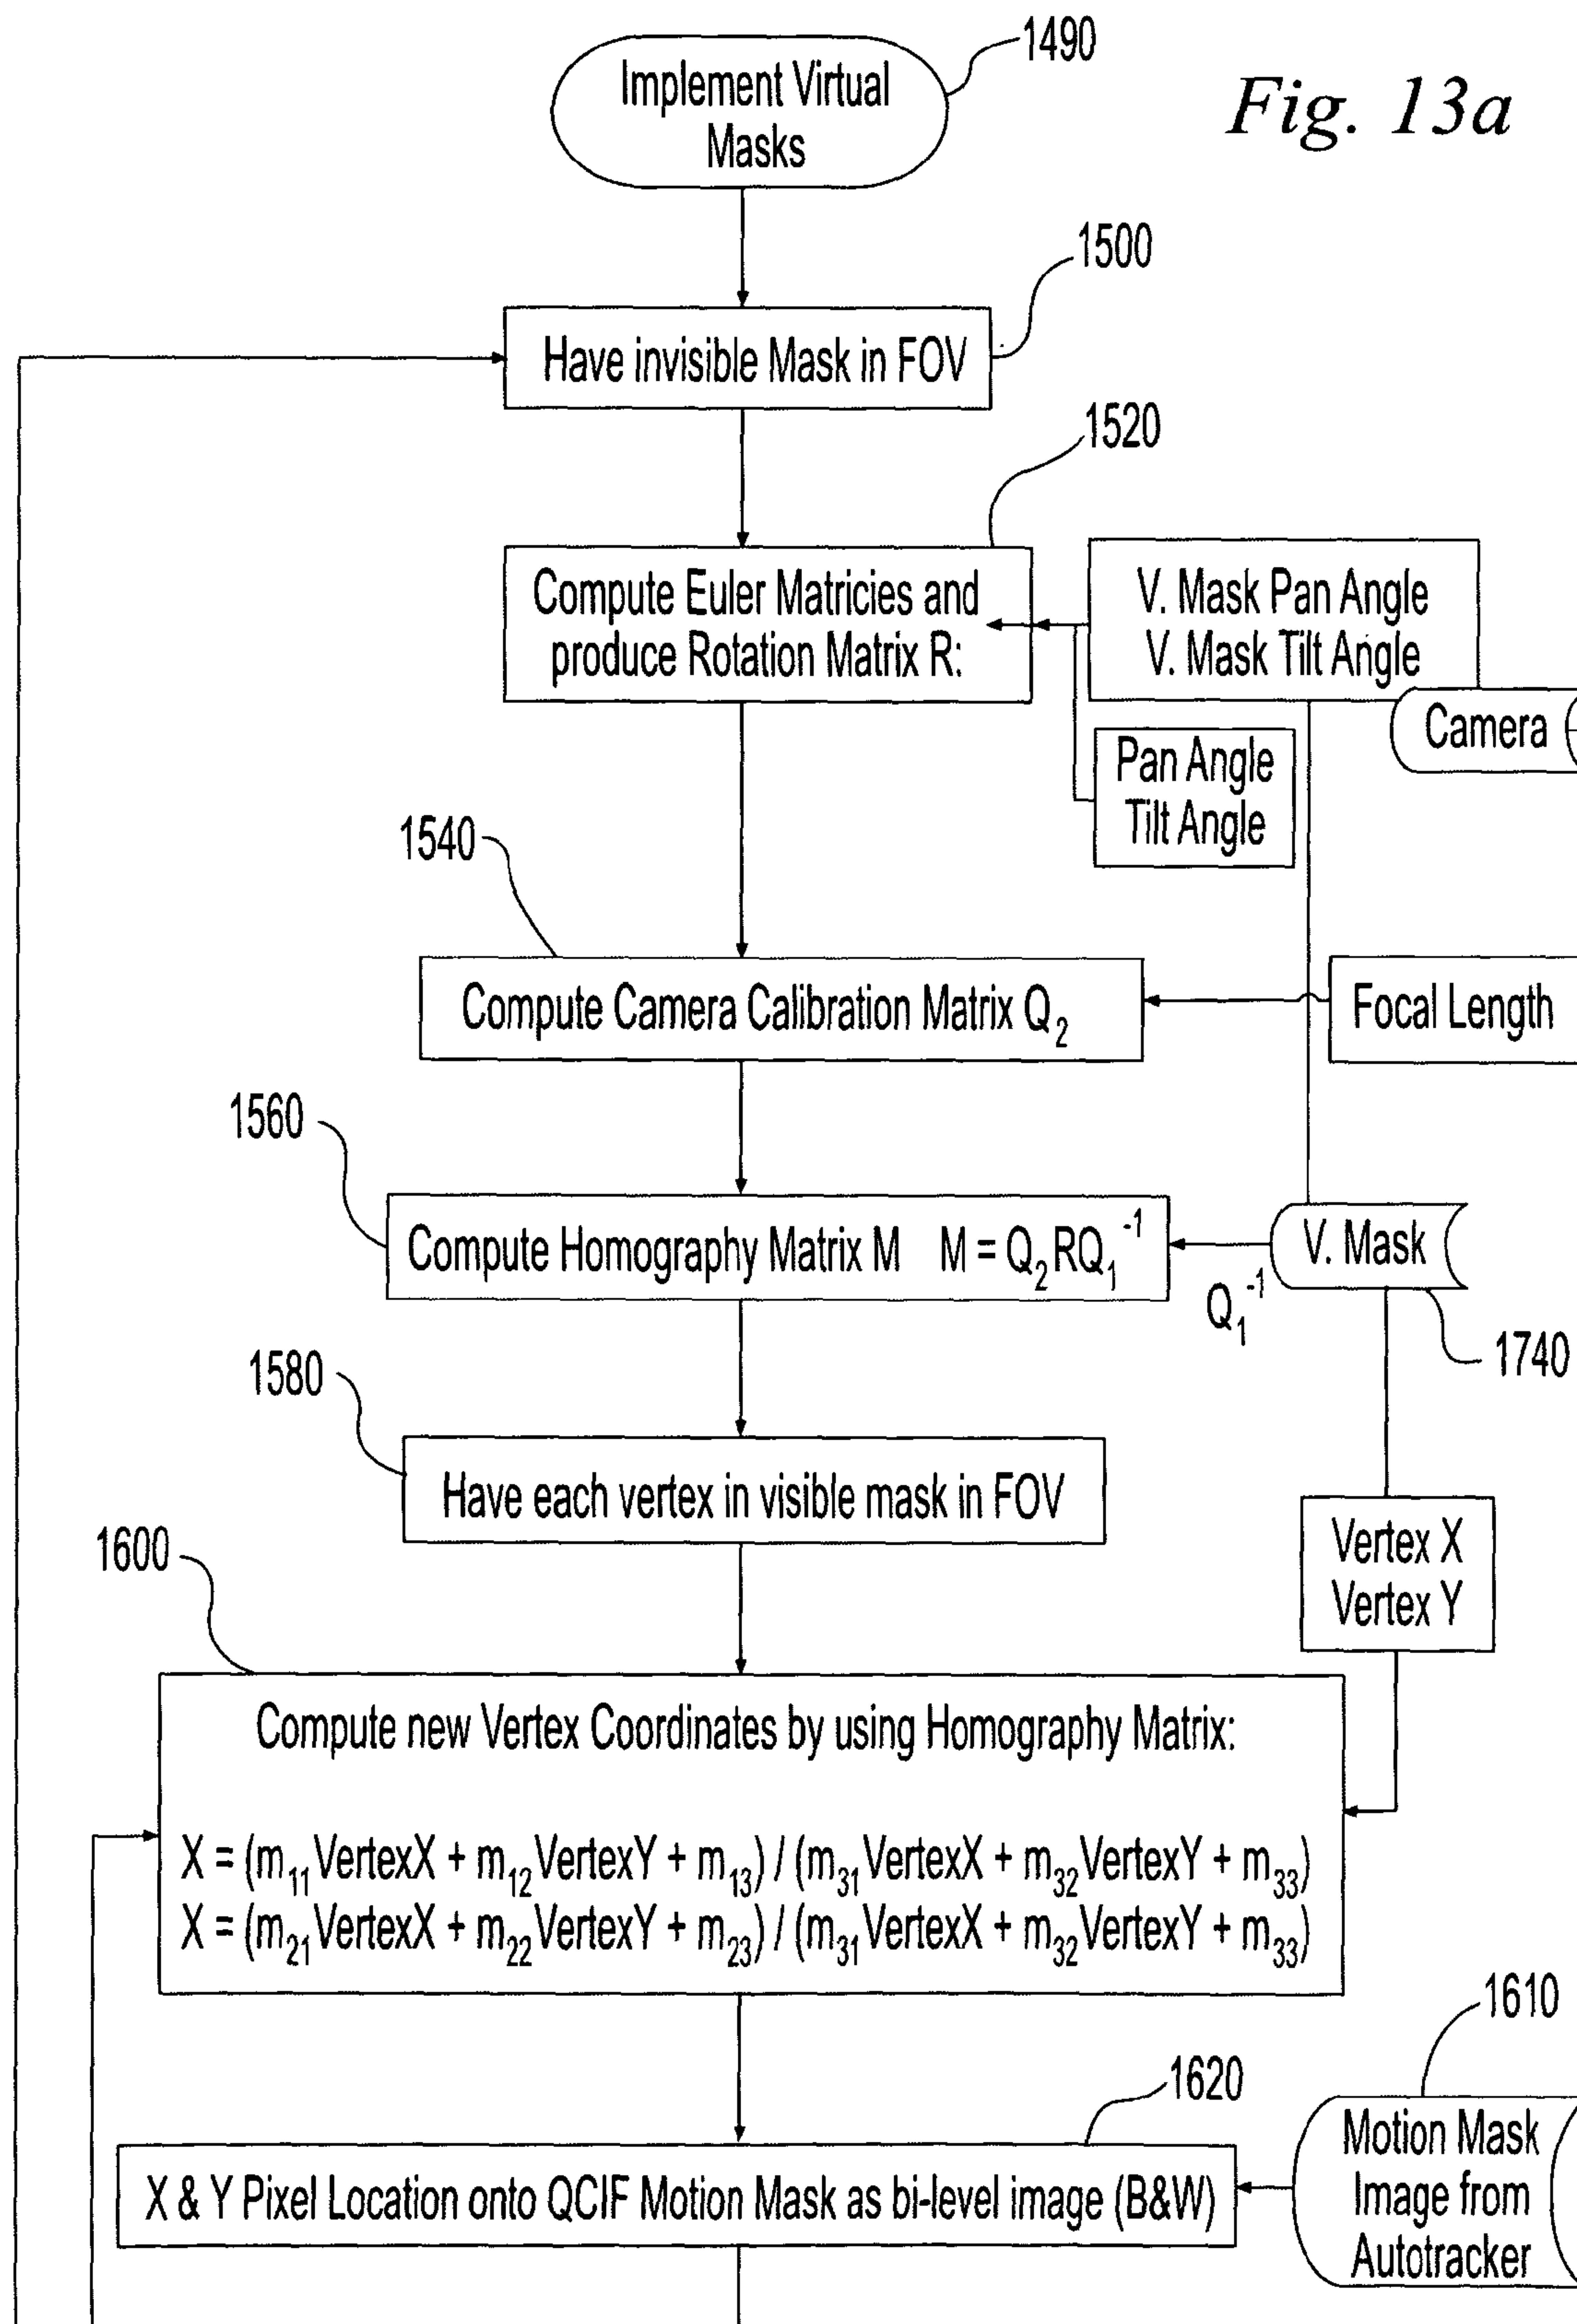 1490
Implement Virtual
Masks
Fig. 13a
1500
Have invisible Mask in FOV
1520
Compute Euler Matricies and
produce Rotation Matrix R:
V. Mask Pan Angle
V. Mask Tilt Angle
Camera
Pan Angle
Tilt Angle
1540
Compute Camera Calibration Matrix Q₂
Focal Length
1560
Compute Homography Matrix M M = Q₂RQ₁⁻¹
Q₁⁻¹
V. Mask
1740
1580
Have each vertex in visible mask in FOV
Vertex X
Vertex Y
1600
Compute new Vertex Coordinates by using Homography Matrix:
X = (m₁₁VertexX + m₁₂VertexY + m₁₃) / (m₃₁VertexX + m₃₂VertexY + m₃₃)
X = (m₂₁VertexX + m₂₂VertexY + m₂₃) / (m₃₁VertexX + m₃₂VertexY + m₃₃)
1610
1620
X & Y Pixel Location onto QCIF Motion Mask as bi-level image (B&W)
Motion Mask
Image from
Autotracker